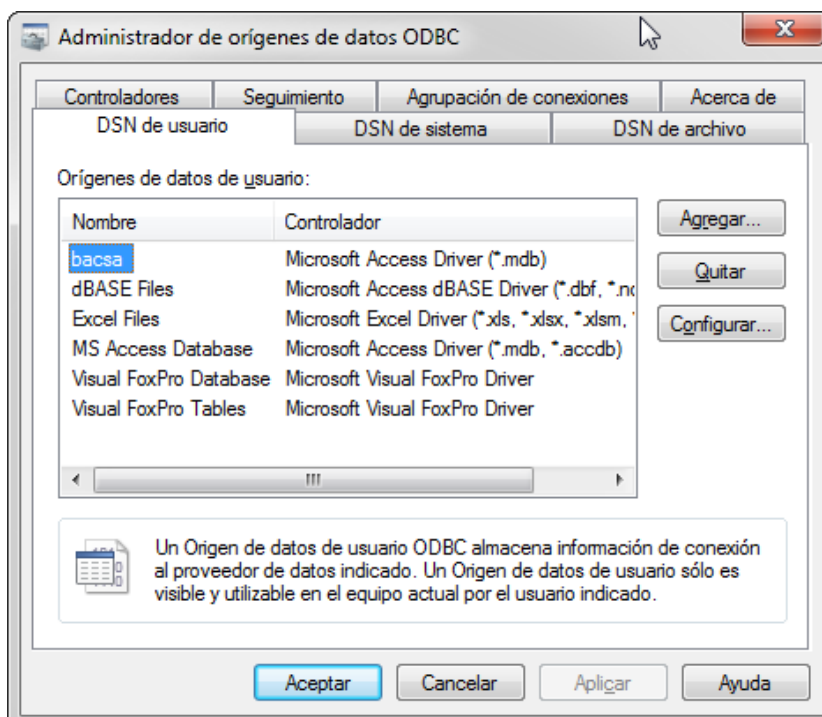 Administrador de orígenes de datos ODBC
Controladores Seguimiento Agrupación de conexiones Acerca de
DSN de usuario DSN de sistema DSN de archivo
Orígenes de datos de usuario:
Nombre Controlador
bacsa Microsoft Access Driver (*.mdb)
dBASE Files Microsoft Access dBASE Driver (*.dbf, *.nd
Excel Files Microsoft Excel Driver (*.xls, *.xlsx, *.xlsm, *
MS Access Database Microsoft Access Driver (*.mdb, *.accdb)
Visual FoxPro Database Microsoft Visual FoxPro Driver
Visual FoxPro Tables Microsoft Visual FoxPro Driver
Agregar...
Quitar
Configurar...
Un Origen de datos de usuario ODBC almacena información de conexión
al proveedor de datos indicado. Un Origen de datos de usuario sólo es
visible y utilizable en el equipo actual por el usuario indicado.
Aceptar Cancelar Aplicar Ayuda